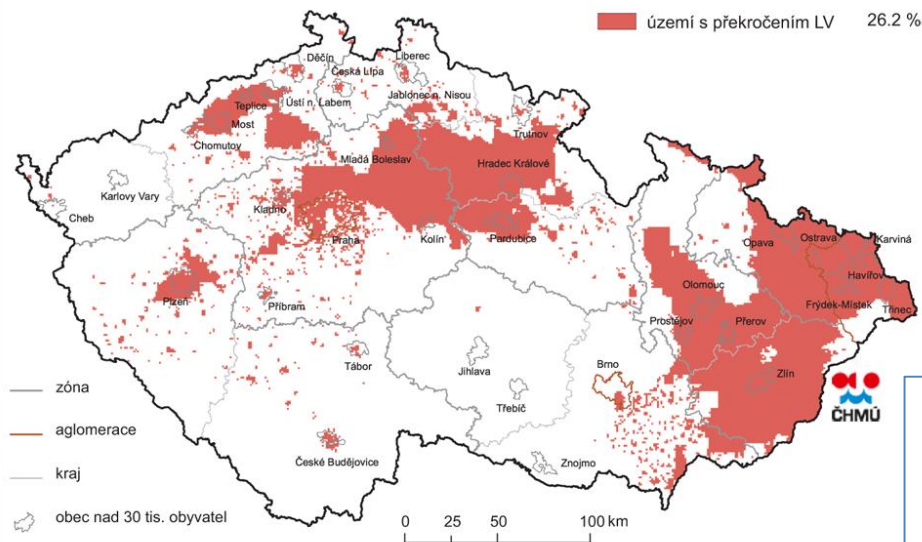 území s překročením LV 26.2 %
Děčín
Liberec
Česká Lípa
Teplice
Ústí n. Labem
Jablonec n. Nisou
Most
Trutnov
Chomutov
Mladá Boleslav
Hradec Králové
Karlovy Vary
Kladno
Cheb
Praha
Kolín
Pardubice
Opava
Ostrava
Karviná
Havířov
Olomouc
Plzeň
Příbram
Frýdek-Místek
Třinec
Prostějov
Přerov
Tábor
Jihlava
Brno
Zlín
ČHMÚ
Třebíč
České Budějovice
Znojmo
zóna
aglomerace
kraj
obec nad 30 tis. obyvatel
0 25 50 100 km